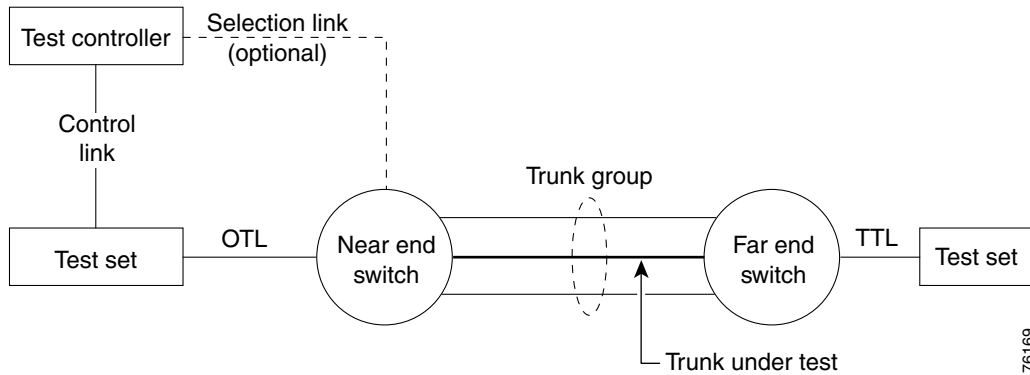 Test controller
Selection link
(optional)
Control
link
Trunk group
Test set
OTL
Near end
switch
Far end
switch
TTL
Test set
Trunk under test
76169